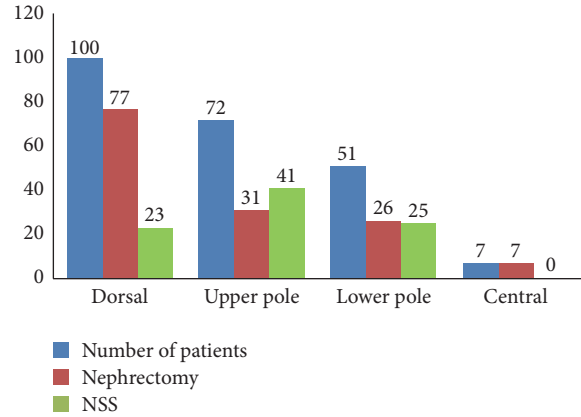 120
100
80
60
40
20
0
100
77
23
72
31
41
51
26
25
7
7
0
Dorsal
Upper pole
Lower pole
Central
Number of patients
Nephrectomy
NSS